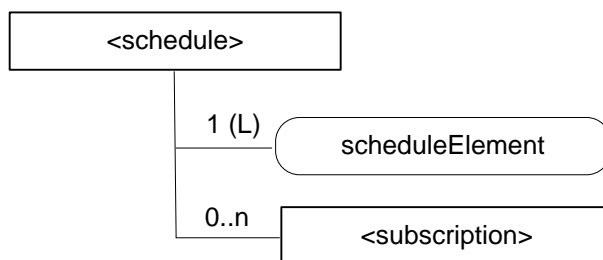 <schedule>
1 (L)
scheduleElement
0..n
<subscription>